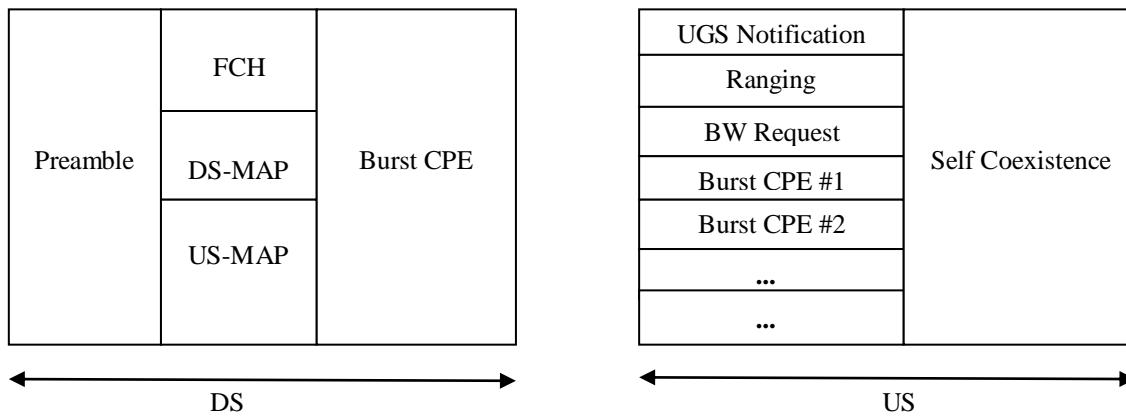 Preamble
FCH
DS-MAP
US-MAP
Burst CPE
DS
UGS Notification
Ranging
BW Request
Burst CPE #1
Burst CPE #2
...
...
Self Coexistence
US